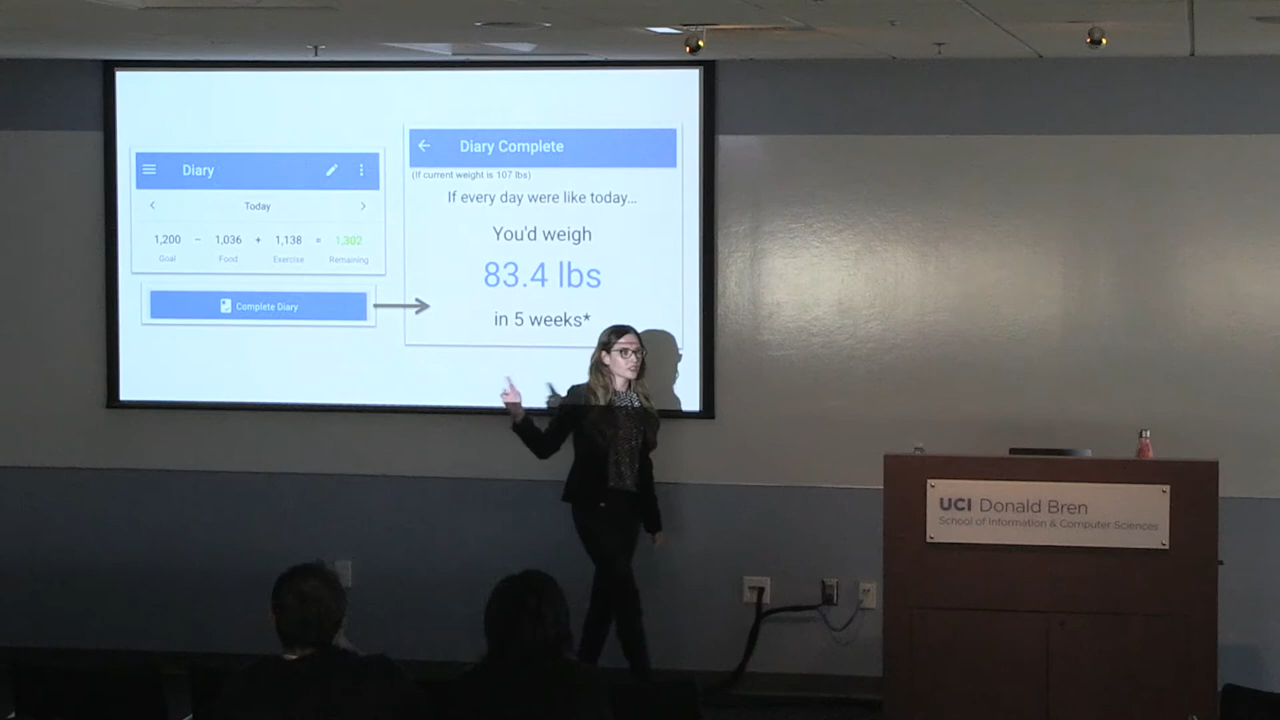 Diary
Today
1,200 – 1,036 + 1,138 = 1,302
Goal Food Exercise Remaining
Complete Diary
Diary Complete
(If current weight is 107 lbs)
If every day were like today...
You'd weigh
83.4 lbs
in 5 weeks*
UCI Donald Bren
School of Information & Computer Sciences